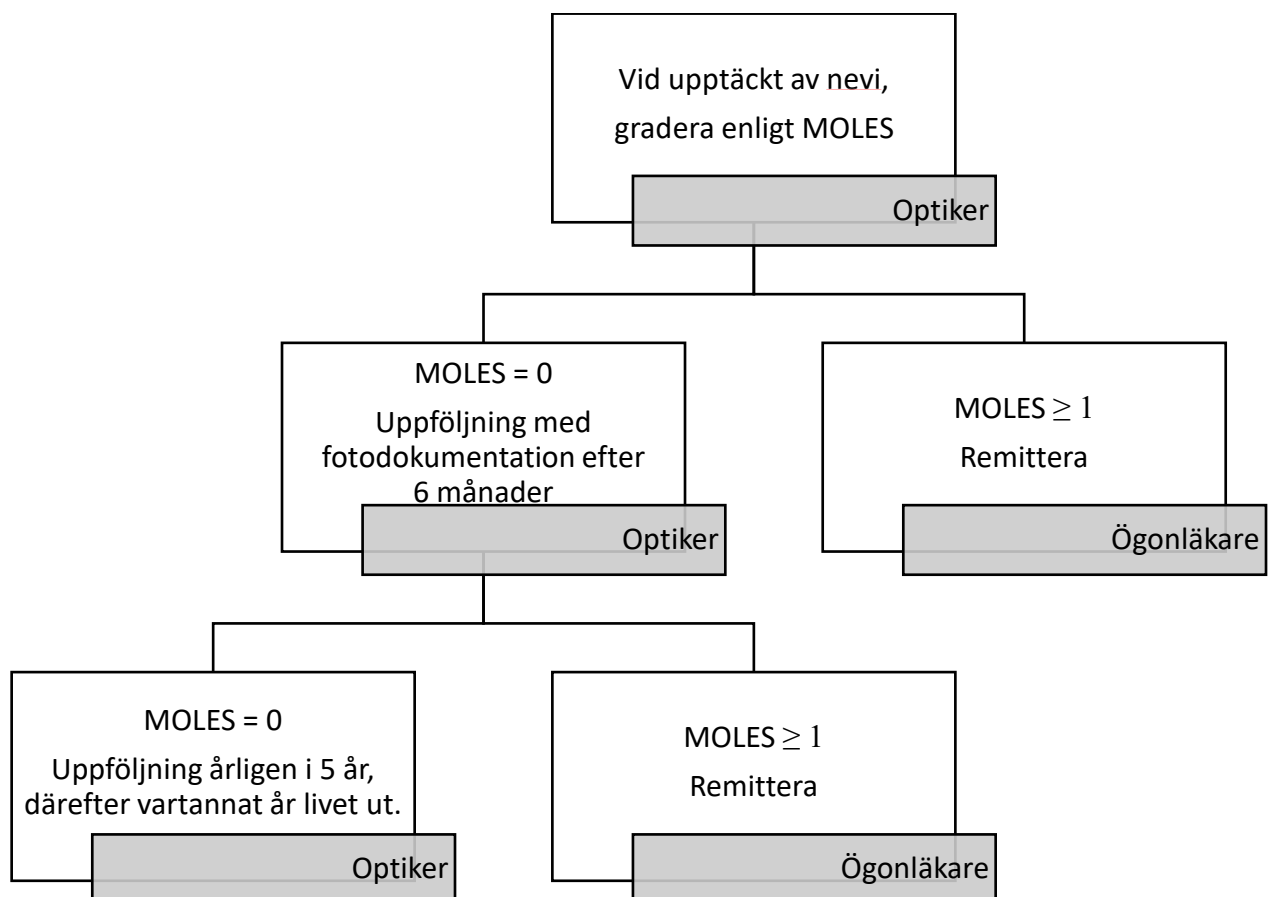 Vid upptäckt av nevi,
gradera enligt MOLES
Optiker
MOLES = 0
Uppföljning med
fotodokumentation efter
6 månader
Optiker
MOLES ≥ 1
Remittera
Ögonläkare
MOLES = 0
Uppföljning årligen i 5 år,
därefter vartannat år livet ut.
Optiker
MOLES ≥ 1
Remittera
Ögonläkare